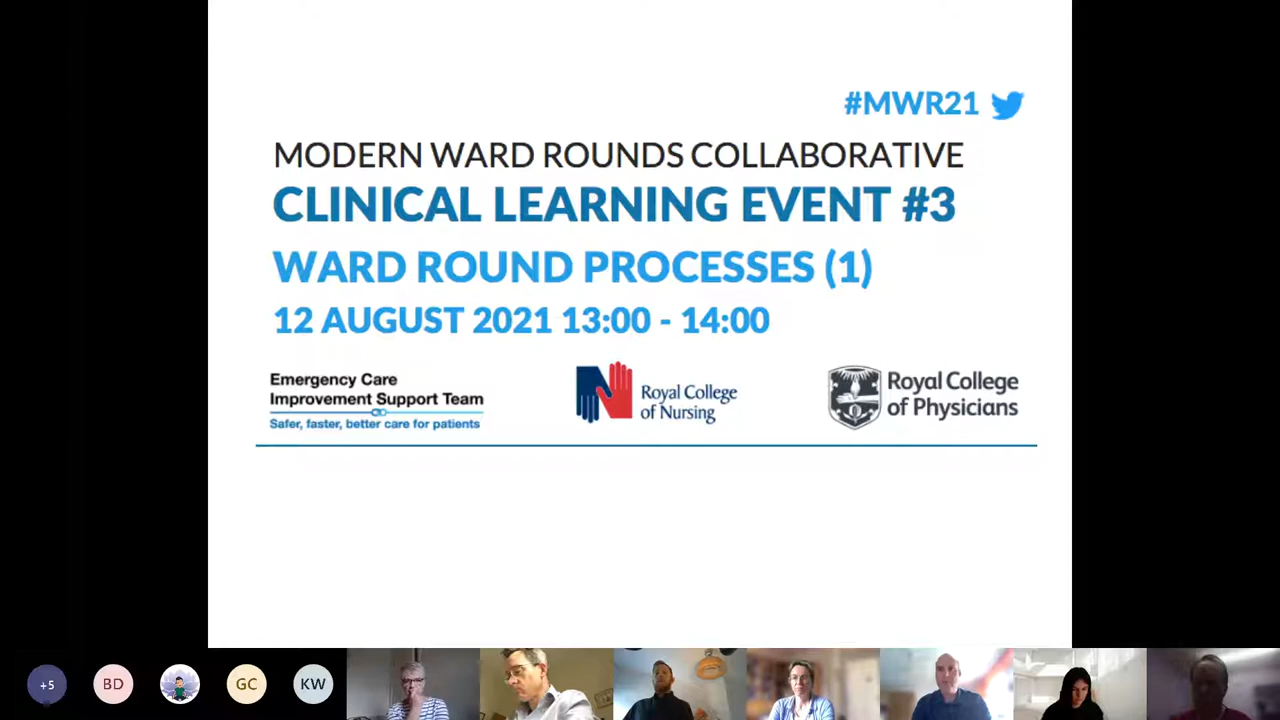 #MWR21
MODERN WARD ROUNDS COLLABORATIVE
CLINICAL LEARNING EVENT #3
WARD ROUND PROCESSES (1)
12 AUGUST 2021 13:00 - 14:00
Emergency Care
Improvement Support Team
Safer, faster, better care for patients
Royal College
of Nursing
Royal College
of Physicians
+5
BD
GC
KW